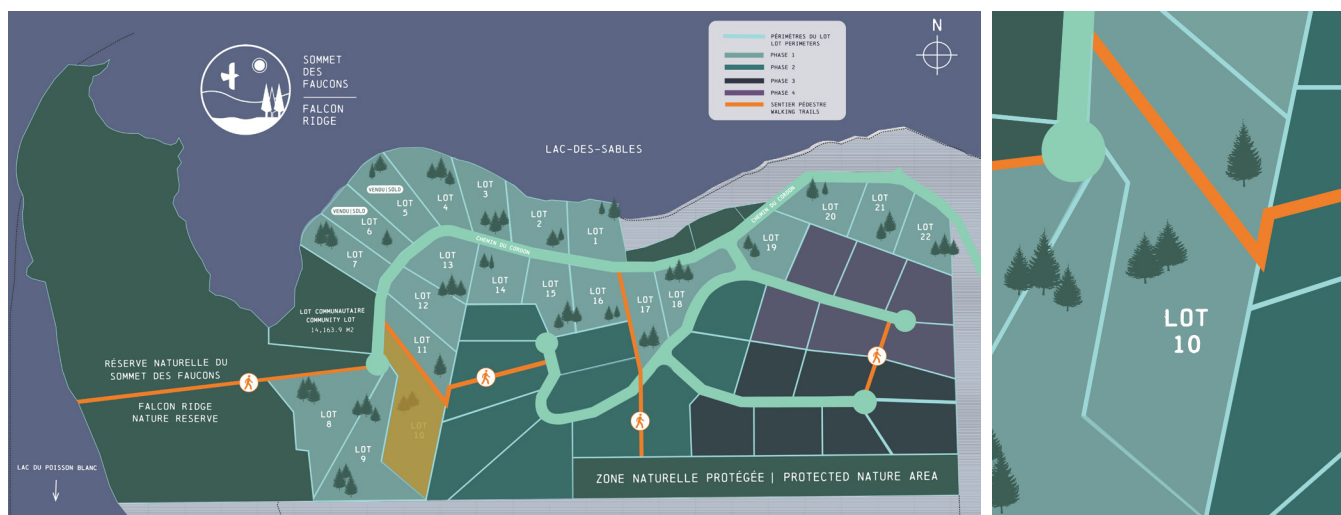 SOMMET
DES
FAUCONS
FALCON
RIDGE
PÉRIMÈTRES DU LOT
LOT PERIMETERS
PHASE 1
PHASE 2
PHASE 3
PHASE 4
SENTIER PÉDESTRE
WALKING TRAILS
N
LAC-DES-SABLES
VENDU|SOLD
VENDU|SOLD
LOT
1
LOT
2
LOT
3
LOT
4
LOT
5
LOT
6
LOT
7
LOT
8
LOT
9
LOT
10
LOT
11
LOT
12
LOT
13
LOT
14
LOT
15
LOT
16
LOT
17
LOT
18
LOT
19
LOT
20
LOT
21
LOT
22
CHEMIN DU CORDON
CHEMIN DU CORDON
LOT COMMUNAUTAIRE
COMMUNITY LOT
14,163.9 M2
RÉSERVE NATURELLE DU
SOMMET DES FAUCONS
FALCON RIDGE
NATURE RESERVE
LAC DU POISSON BLANC
ZONE NATURELLE PROTÉGÉE | PROTECTED NATURE AREA
LOT
10